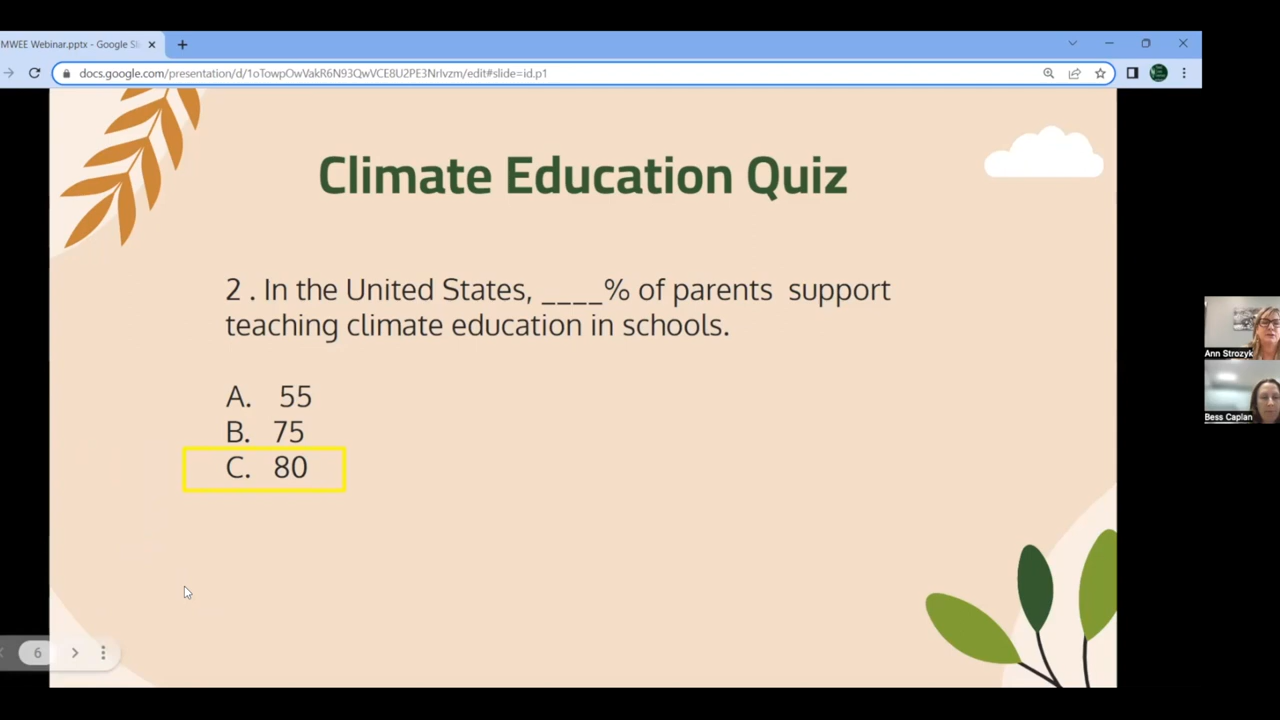 MWEE Webinar.pptx - Google Sl
docs.google.com/presentation/d/1oTowpOwVakR6N93QwVCE8U2PE3NrIvzm/edit#slide=id.p1
Climate Education Quiz
2 . In the United States, ____% of parents support
teaching climate education in schools.
A. 55
B. 75
C. 80
Ann Strozyk
Bess Caplan
6